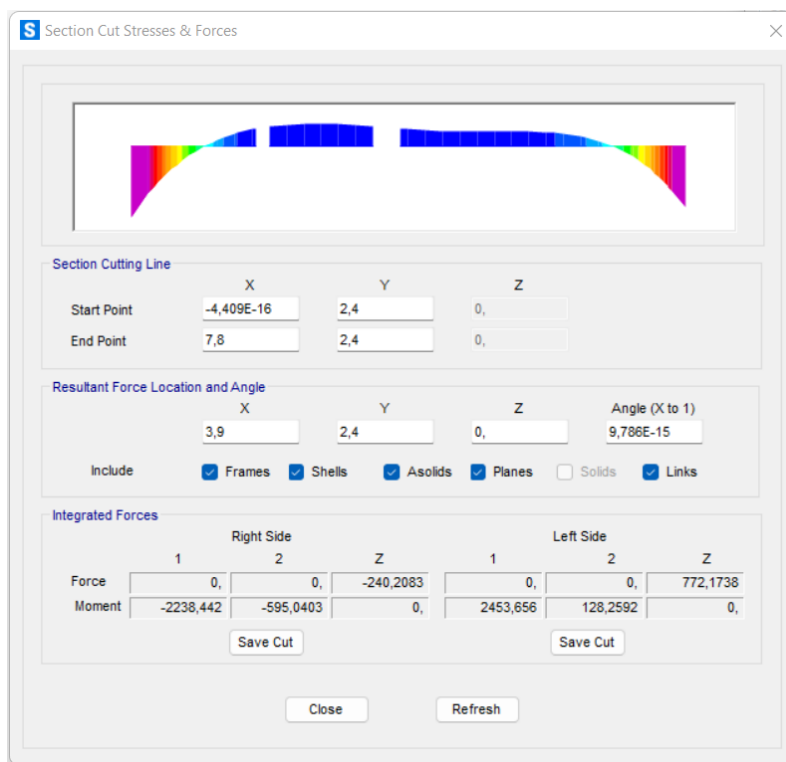 S Section Cut Stresses & Forces
Section Cutting Line
X Y Z
Start Point -4,409E-16 2,4 0,
End Point 7,8 2,4 0,
Resultant Force Location and Angle
X Y Z Angle (X to 1)
3,9 2,4 0, 9,786E-15
Include Frames Shells Asolids Planes Solids Links
Integrated Forces
Right Side Left Side
1 2 Z 1 2 Z
Force 0, 0, -240,2083 0, 0, 772,1738
Moment -2238,442 -595,0403 0, 2453,656 128,2592 0,
Save Cut Save Cut
Close Refresh